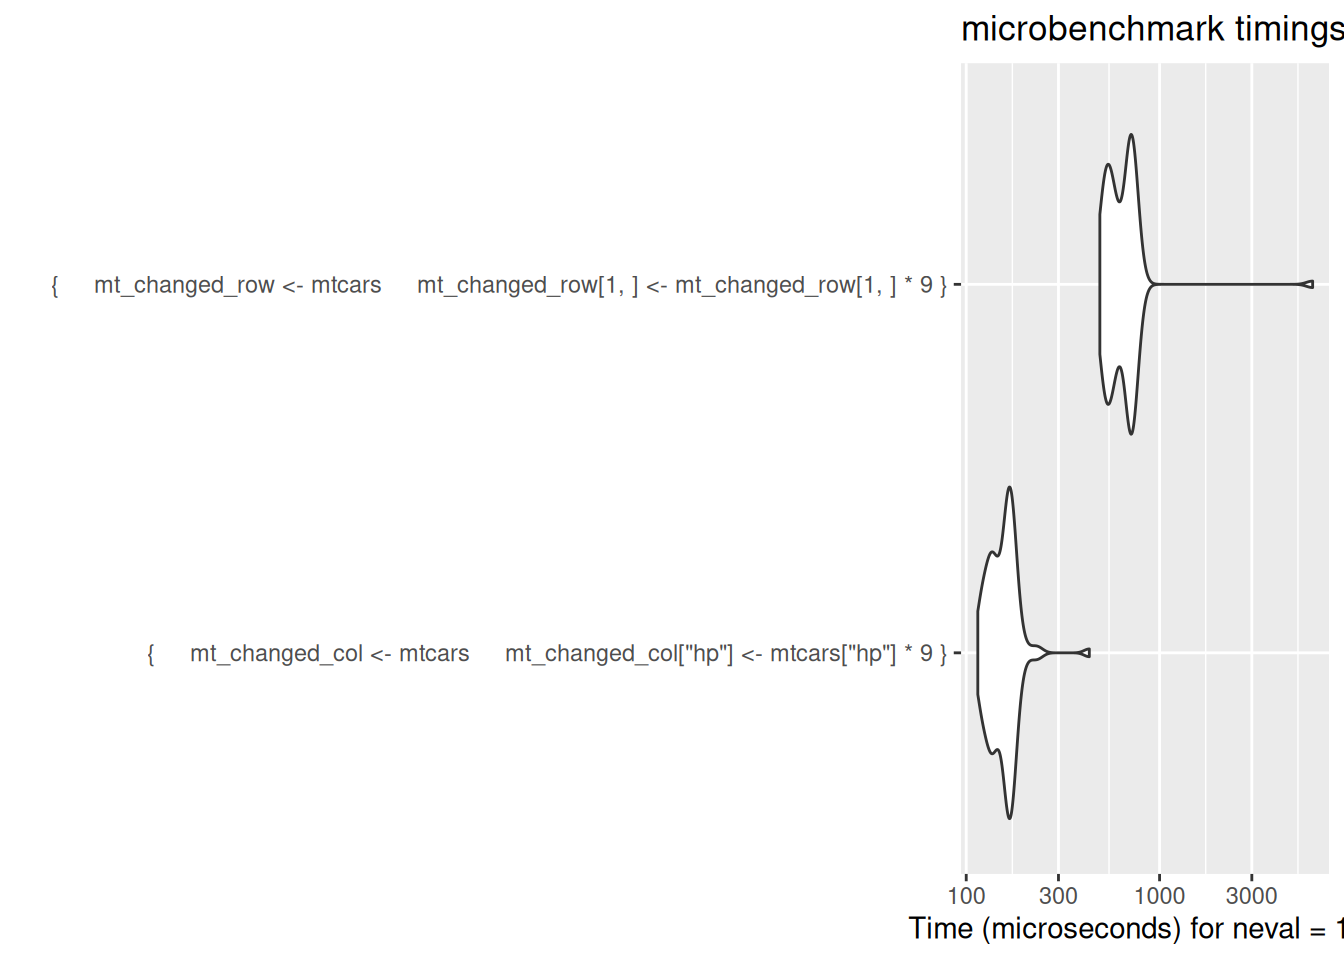 microbenchmark timings
{ mt_changed_row <- mtcars mt_changed_row[1, ] <- mt_changed_row[1, ] * 9 }
{ mt_changed_col <- mtcars mt_changed_col["hp"] <- mtcars["hp"] * 9 }
100 300 1000 3000
Time (microseconds) for neval = 1